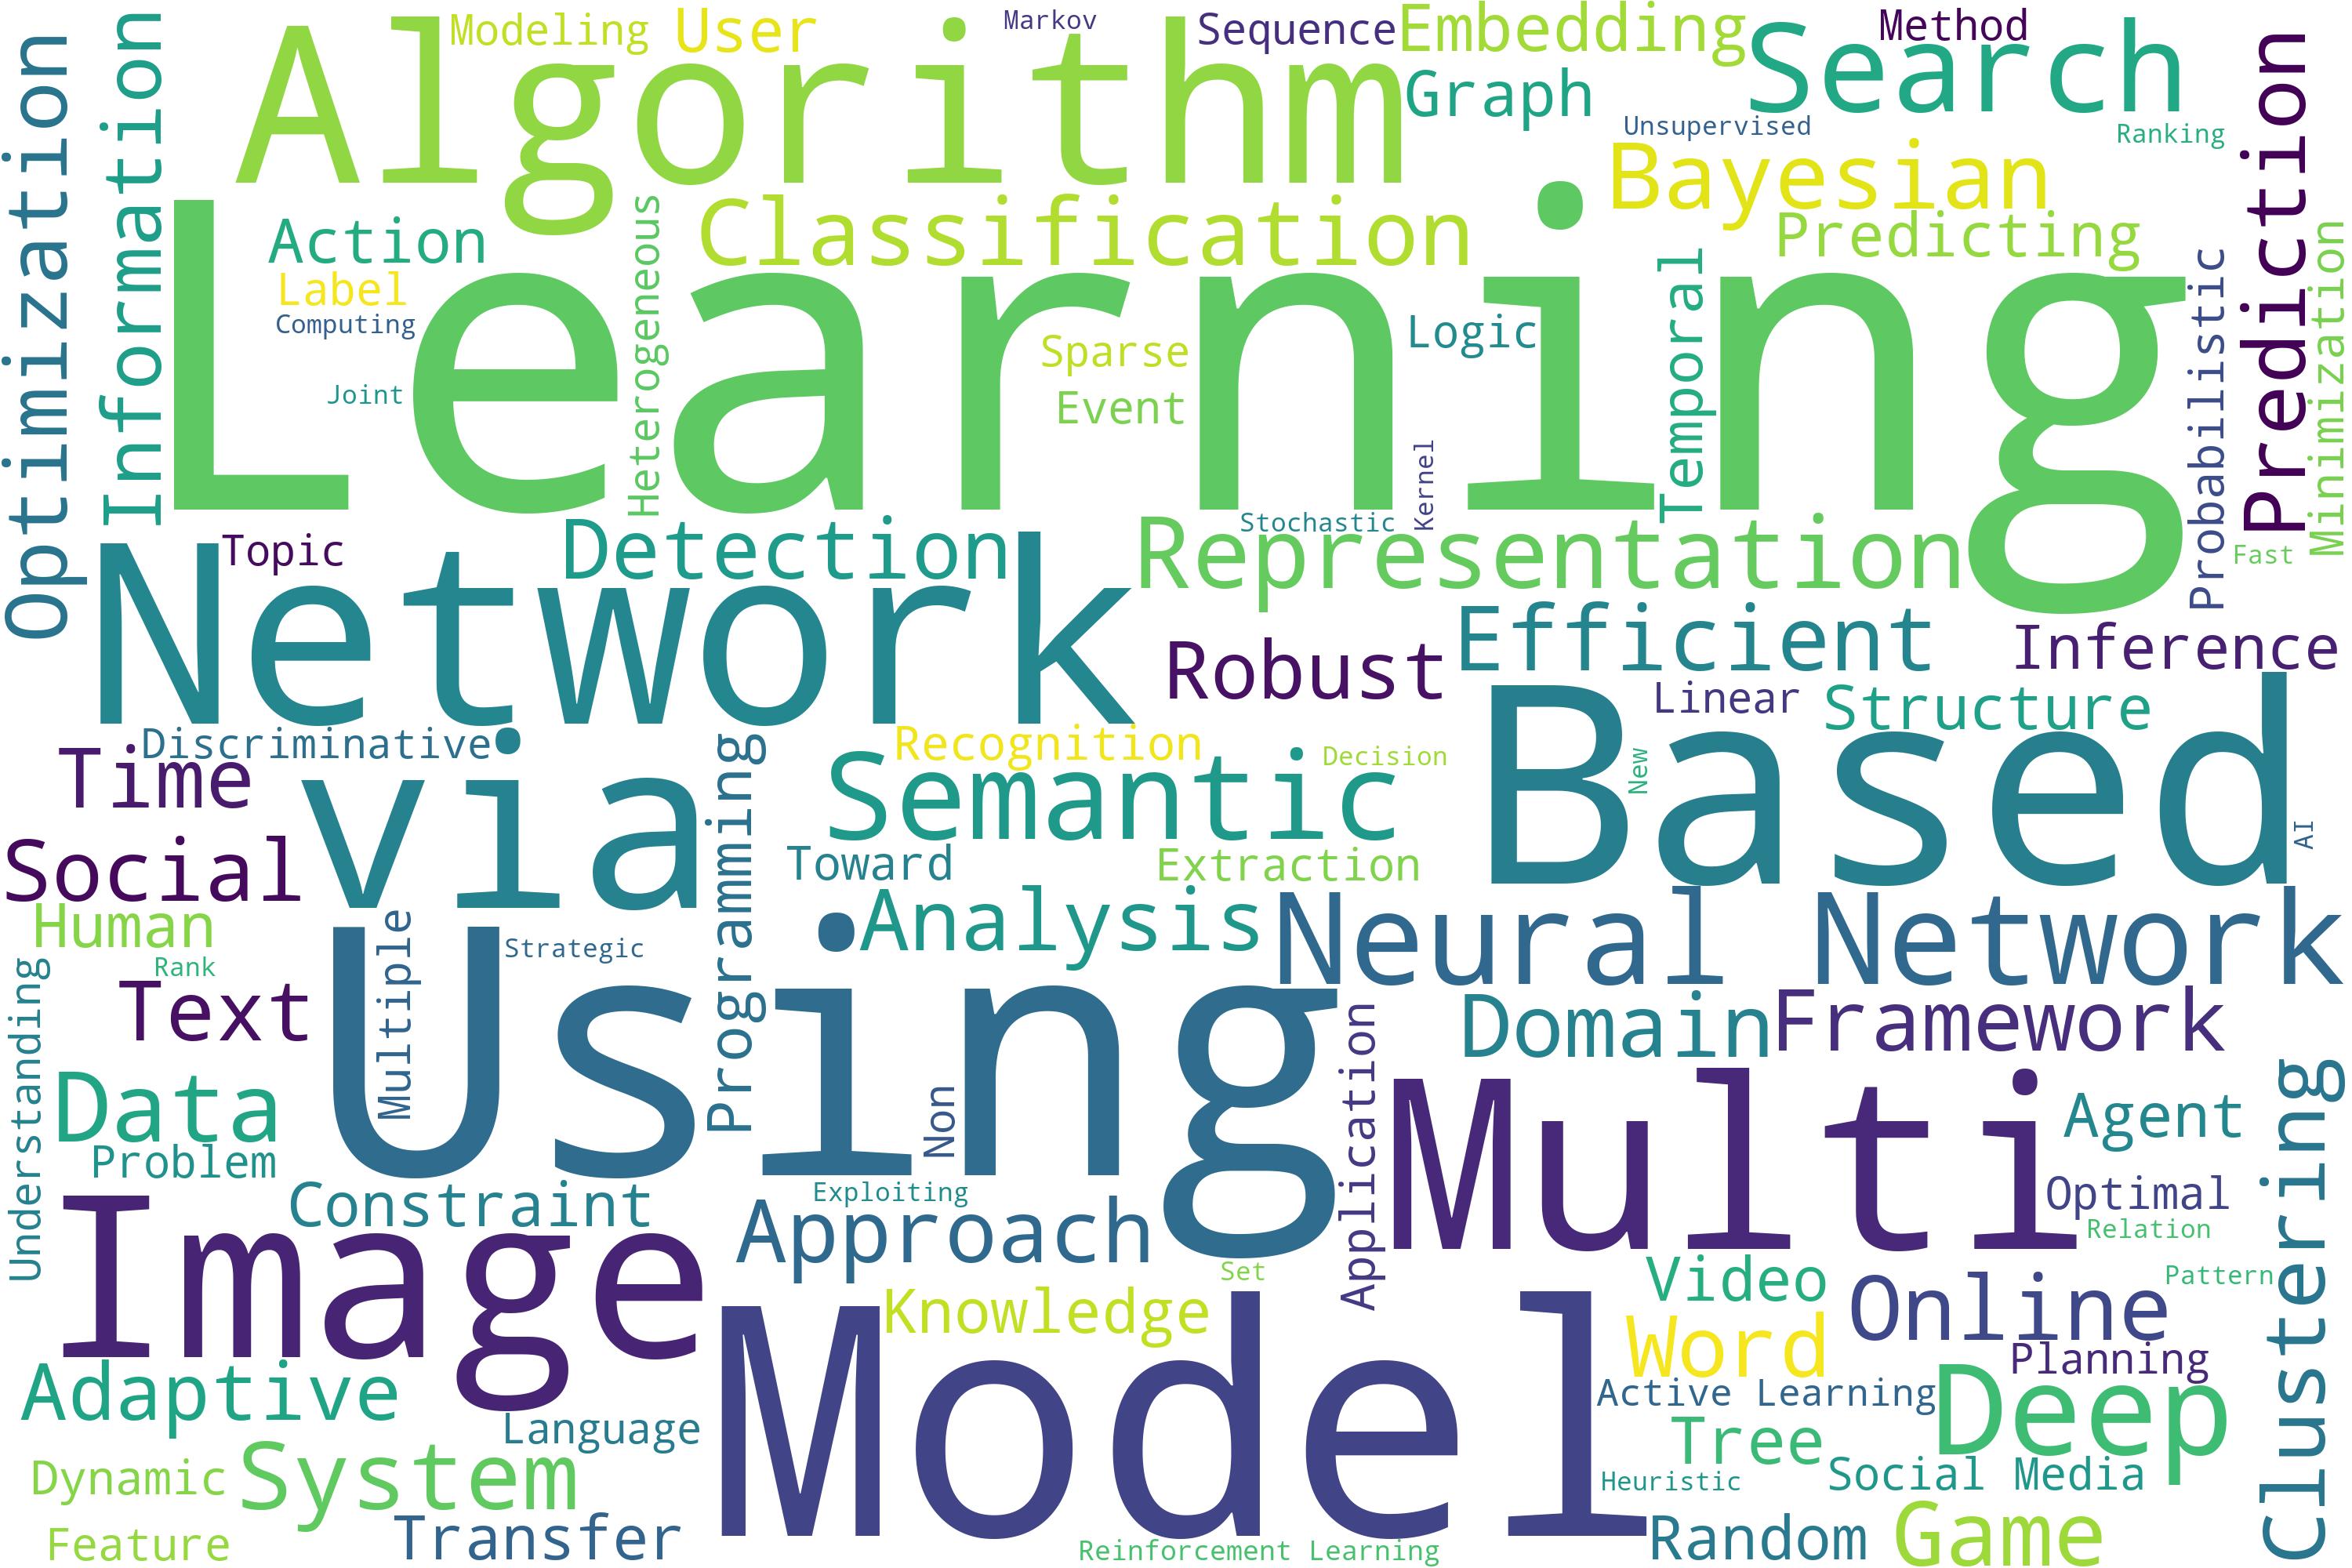 Algorithm
Modeling
User
Markov
Sequence
Embedding
Method
Search
Graph
Unsupervised
Ranking
Optimization
Information
Prediction
Bayesian
Classification
Action
Heterogeneous
Predicting
Label
Computing
Learning
Sparse
Logic
Temporal
Probabilistic
Minimization
Joint
Event
Kernel
Stochastic
Topic
Detection
Representation
Fast
Network
Efficient
Robust
Inference
Linear
Structure
Based
Discriminative
Time
via
Programming
Recognition
Semantic
Decision
New
AI
Social
Toward
Extraction
Human
Analysis
Neural Network
Rank
Multiple
Strategic
Using
Text
Understanding
Domain
Framework
Data
Non
Application
Multi
Agent
Clustering
Problem
Constraint
Exploiting
Optimal
Image
Approach
Relation
Set
Video
Pattern
Knowledge
Online
Model
Word
Planning
Adaptive
Active Learning
Deep
Language
Tree
System
Dynamic
Heuristic
Social Media
Feature
Transfer
Random
Game
Reinforcement Learning